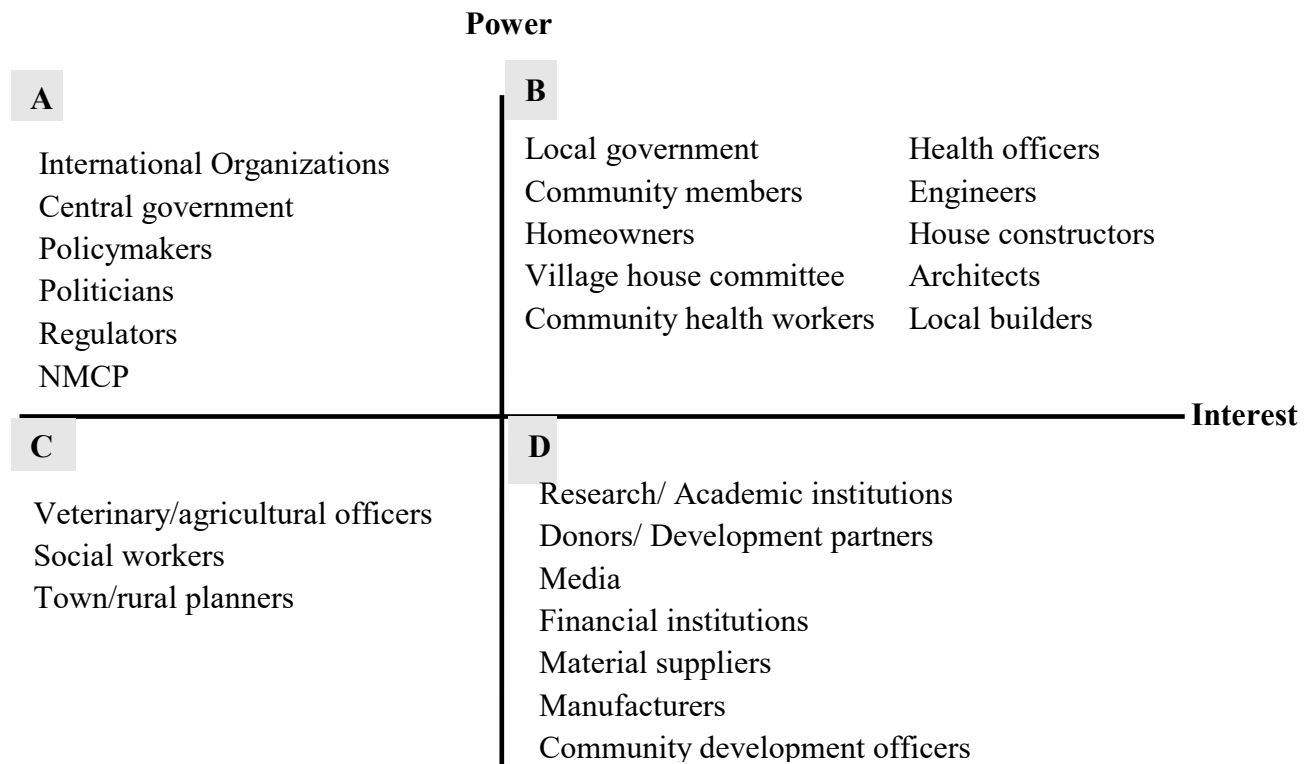 Power
A
International Organizations
Central government
Policymakers
Politicians
Regulators
NMCP
B
Local government
Community members
Homeowners
Village house committee
Community health workers
Health officers
Engineers
House constructors
Architects
Local builders
Interest
C
Veterinary/agricultural officers
Social workers
Town/rural planners
D
Research/ Academic institutions
Donors/ Development partners
Media
Financial institutions
Material suppliers
Manufacturers
Community development officers